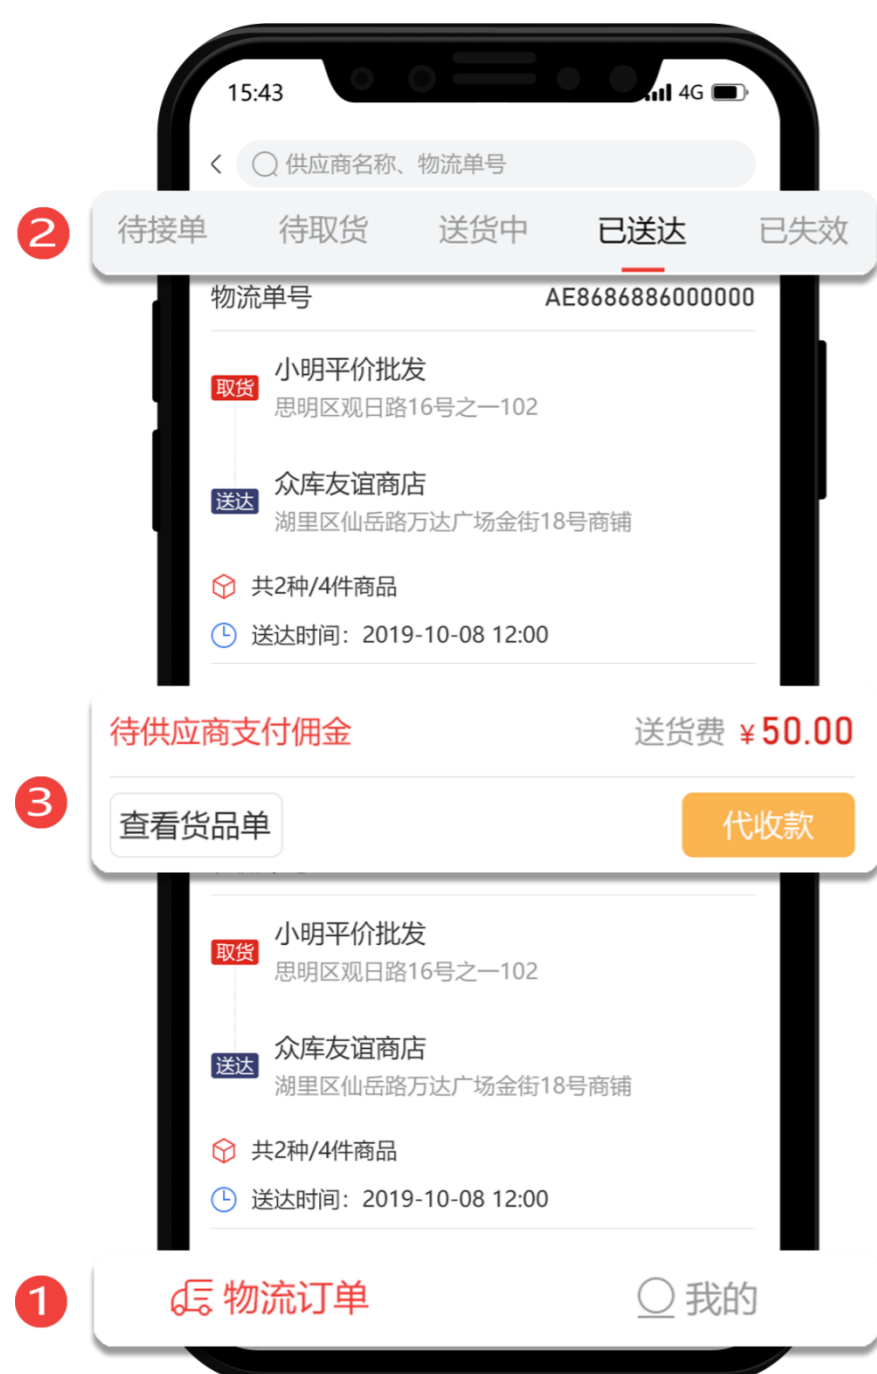 15:43 4G
供应商名称、物流单号
2
待接单 待取货 送货中 已送达 已失效
物流单号 AE8686886000000
取货 小明平价批发
思明区观日路16号之一102
送达 众库友谊商店
湖里区仙岳路万达广场金街18号商铺
共2种/4件商品
送达时间：2019-10-08 12:00
待供应商支付佣金 送货费 ¥50.00
3
查看货品单 代收款
取货 小明平价批发
思明区观日路16号之一102
送达 众库友谊商店
湖里区仙岳路万达广场金街18号商铺
共2种/4件商品
送达时间：2019-10-08 12:00
1 物流订单 我的